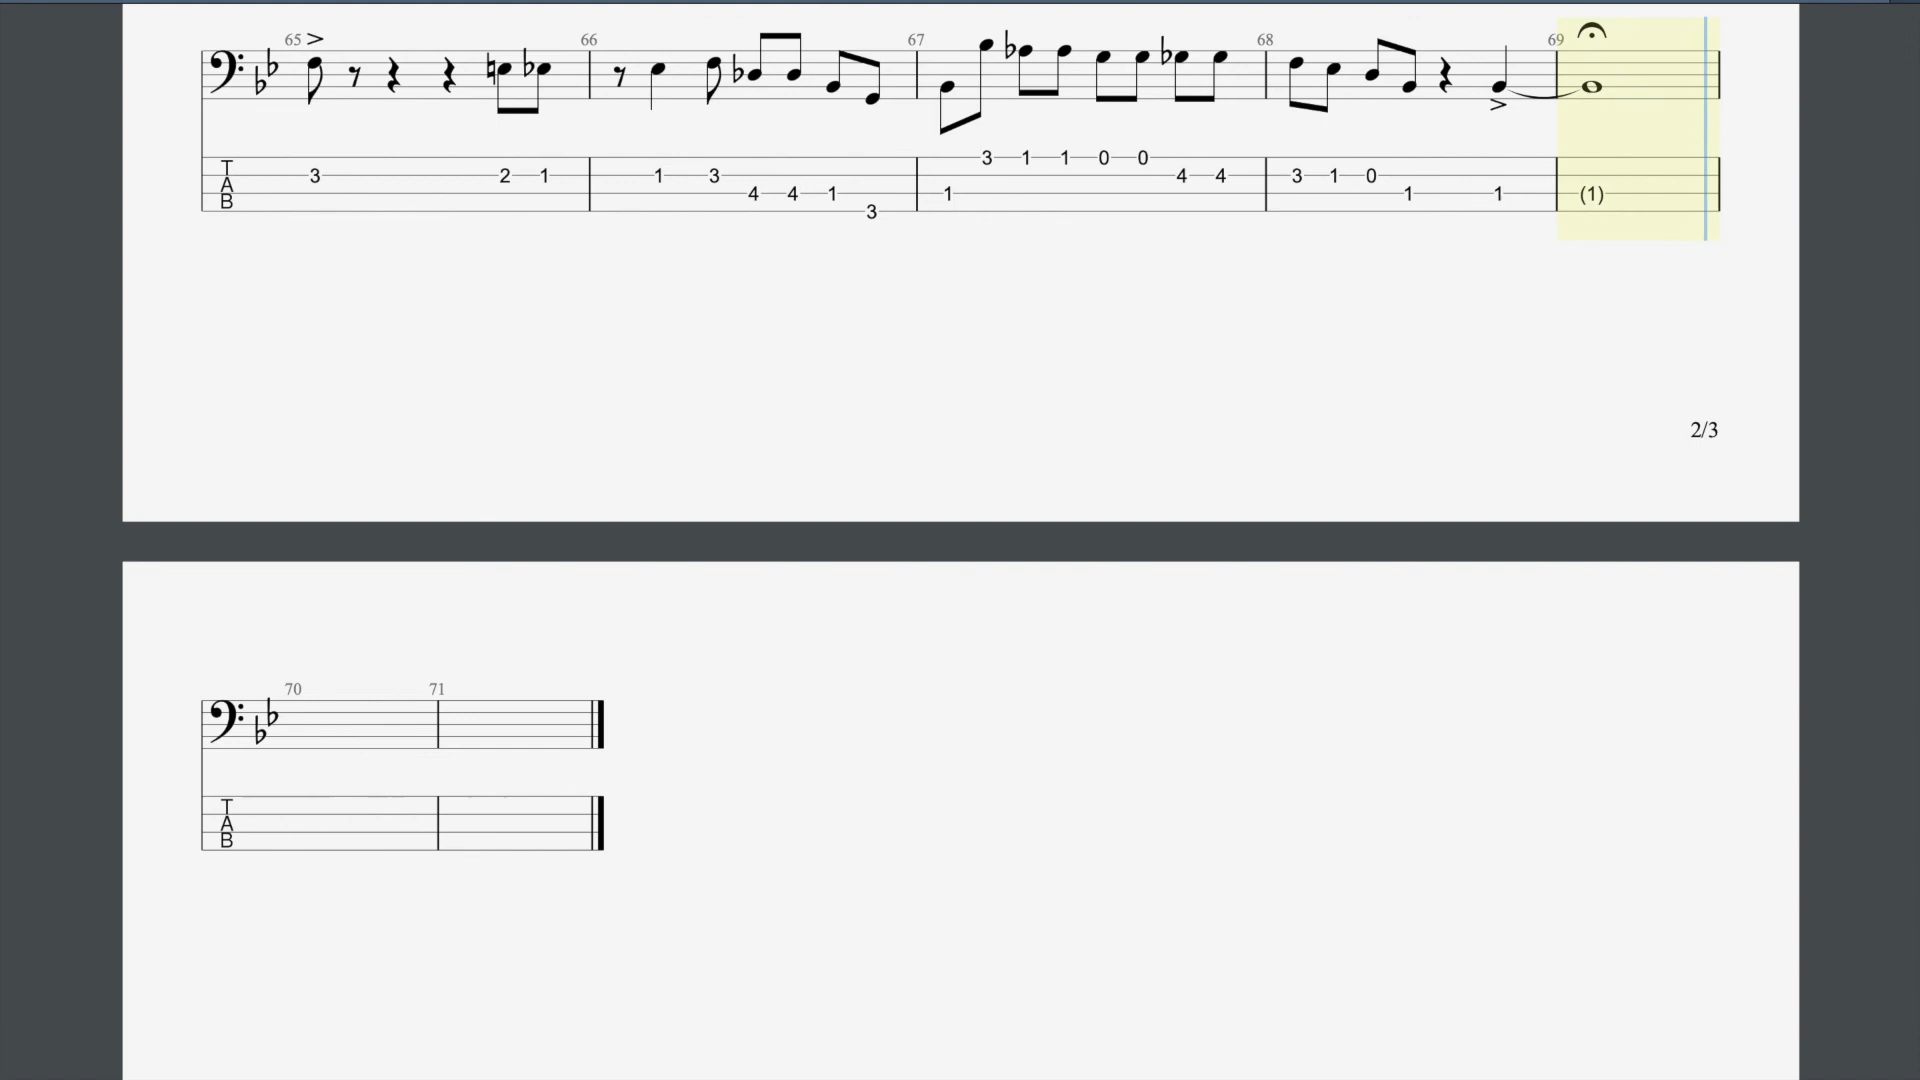 65 66 67 68 69
T 3 1 1 0 0
A 3 2 1 1 3 4 4 3 1 0
B 4 4 1 1 1 1 (1)
3
2/3
70 71
T
A
B